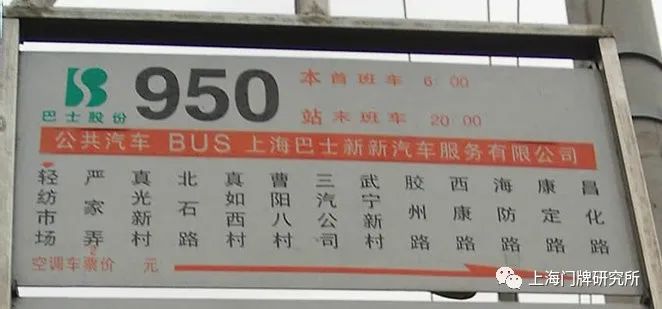 950
本首班车 6:00
站末班车 20:00
巴士股份
公共汽车 BUS 上海巴士新新汽车服务有限公司
轻纺市场
严家弄
真光新村
北石路
真如西村
曹阳八村
三汽公司
武宁新村
胶州路
西康路
海防路
康定路
昌化路
空调车票价 2 元
上海门牌研究所